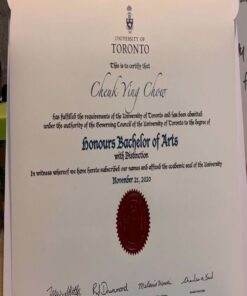 UNIVERSITY OF
TORONTO
This is to certify that
Cheuk Ying Chow
has fulfilled the requirements of the University of Toronto and has been admitted
under the authority of the Governing Council of the University of Toronto to the degree of
Honours Bachelor of Arts
with Distinction
In witness whereof we have hereto subscribed our names and affixed the academic seal of the University
November 21, 2020